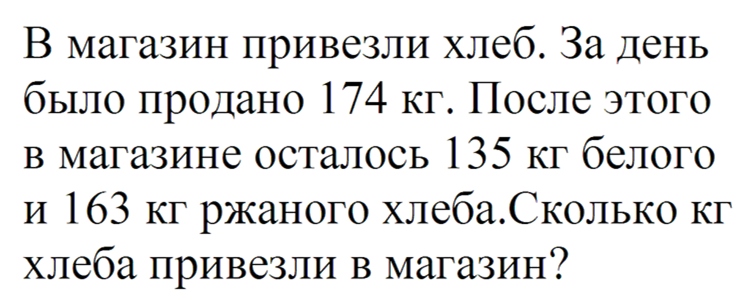 В магазин привезли хлеб. За день
было продано 174 кг. После этого
в магазине осталось 135 кг белого
и 163 кг ржаного хлеба.Сколько кг
хлеба привезли в магазин?